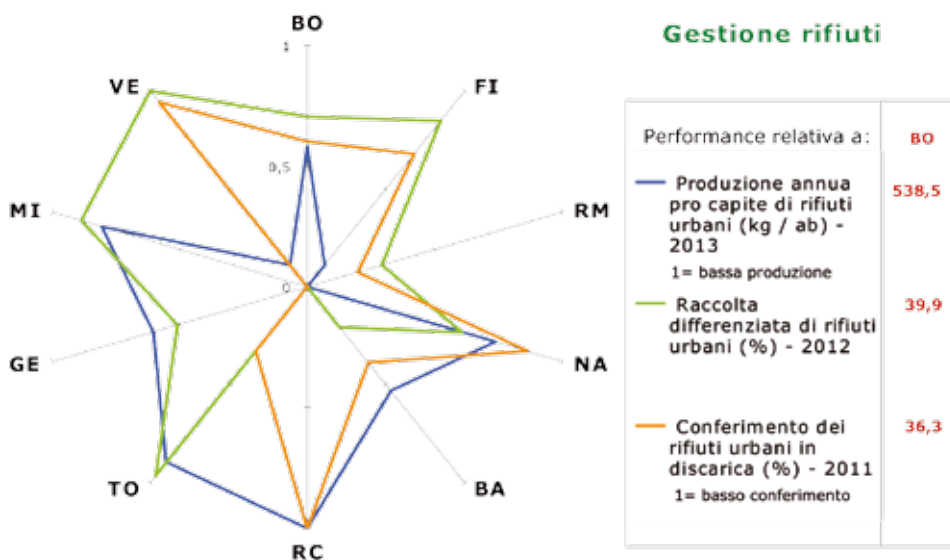 BO
1
Gestione rifiuti
VE
FI
Performance relativa a:
BO
0,5
Produzione annua
pro capite di rifiuti
urbani (kg / ab) -
2013
538,5
1= bassa produzione
MI
RM
0
Raccolta
differenziata di rifiuti
urbani (%) - 2012
39,9
GE
NA
Conferimento dei
rifiuti urbani in
discarica (%) - 2011
36,3
1= basso conferimento
TO
BA
RC